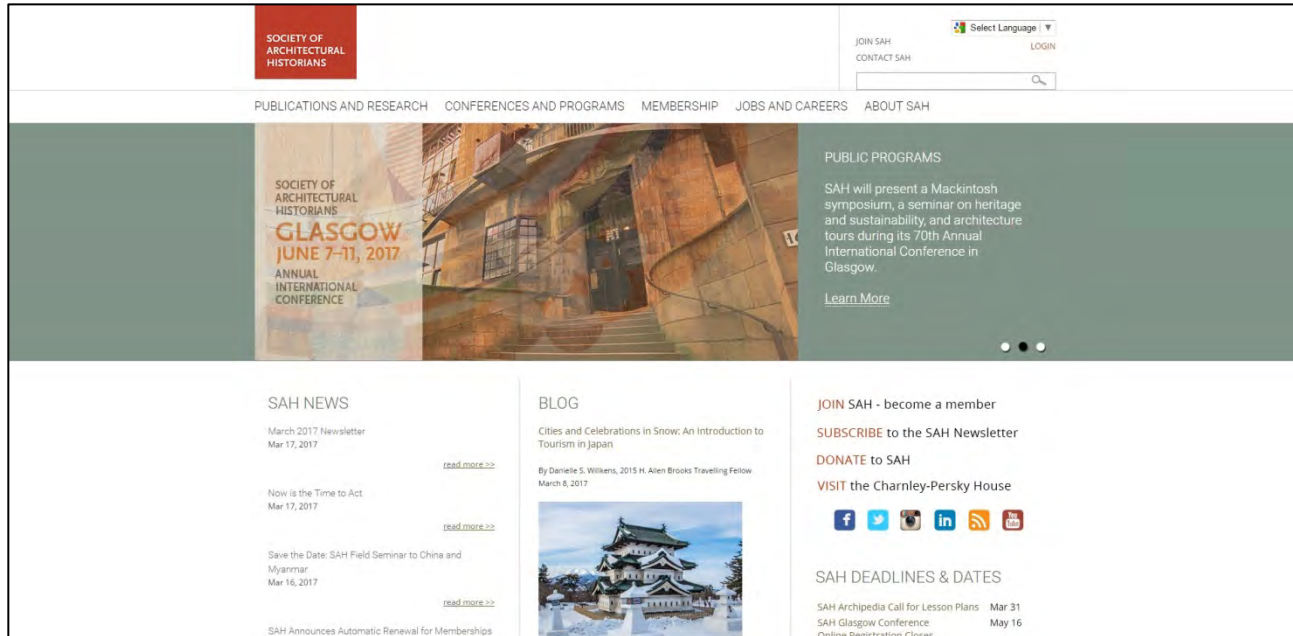 SOCIETY OF
ARCHITECTURAL
HISTORIANS
Select Language ▼
JOIN SAH
LOGIN
CONTACT SAH
PUBLICATIONS AND RESEARCH CONFERENCES AND PROGRAMS MEMBERSHIP JOBS AND CAREERS ABOUT SAH
SOCIETY OF
ARCHITECTURAL
HISTORIANS
GLASGOW
JUNE 7–11, 2017
ANNUAL
INTERNATIONAL
CONFERENCE
PUBLIC PROGRAMS
SAH will present a Mackintosh
symposium, a seminar on heritage
and sustainability, and architecture
tours during its 70th Annual
International Conference in
Glasgow.
Learn More
SAH NEWS
March 2017 Newsletter
Mar 17, 2017
read more >>
Now is the Time to Act
Mar 17, 2017
read more >>
Save the Date: SAH Field Seminar to China and
Myanmar
Mar 16, 2017
read more >>
SAH Announces Automatic Renewal for Memberships
BLOG
Cities and Celebrations in Snow: An Introduction to
Tourism in Japan
By Danielle S. Willkens, 2015 H. Allen Brooks Travelling Fellow
March 8, 2017
JOIN SAH - become a member
SUBSCRIBE to the SAH Newsletter
DONATE to SAH
VISIT the Charnley-Persky House
You Tube
SAH DEADLINES & DATES
SAH Archipedia Call for Lesson Plans Mar 31
SAH Glasgow Conference May 16
Online Registration Closes